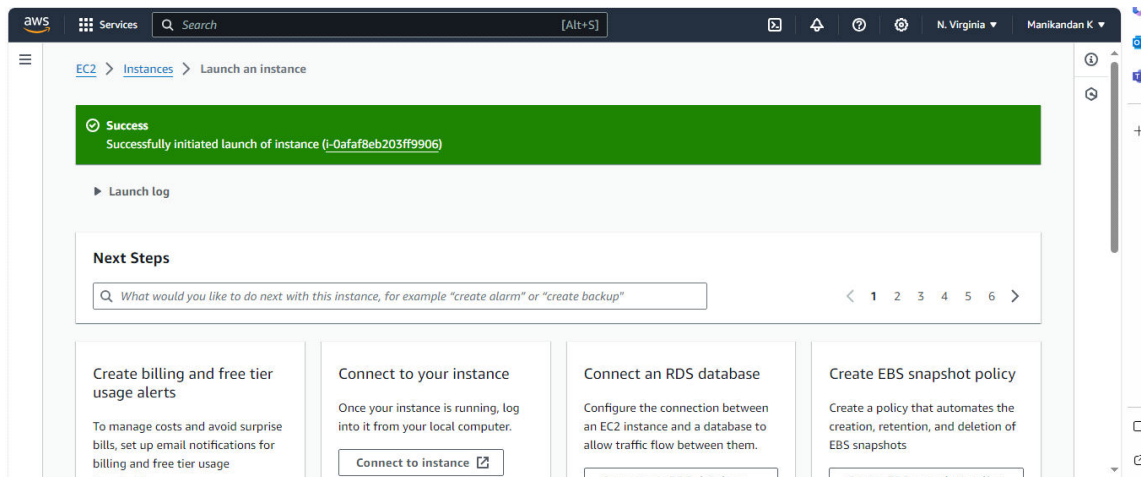 aws
Services
Search
[Alt+S]
N. Virginia
Manikandan K
EC2 > Instances > Launch an instance
Success
Successfully initiated launch of instance (i-0afaf8eb203ff9906)
Launch log
Next Steps
What would you like to do next with this instance, for example “create alarm” or “create backup”
1 2 3 4 5 6
Create billing and free tier
usage alerts
To manage costs and avoid surprise
bills, set up email notifications for
billing and free tier usage
Connect to your instance
Once your instance is running, log
into it from your local computer.
Connect to instance
Connect an RDS database
Configure the connection between
an EC2 instance and a database to
allow traffic flow between them.
Create EBS snapshot policy
Create a policy that automates the
creation, retention, and deletion of
EBS snapshots